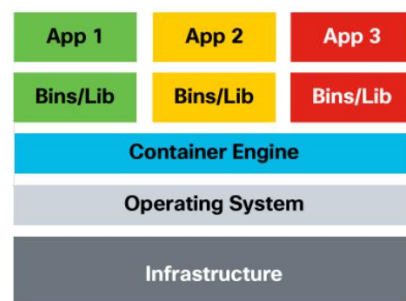 App 1 App 2 App 3
Bins/Lib Bins/Lib Bins/Lib
Container Engine
Operating System
Infrastructure